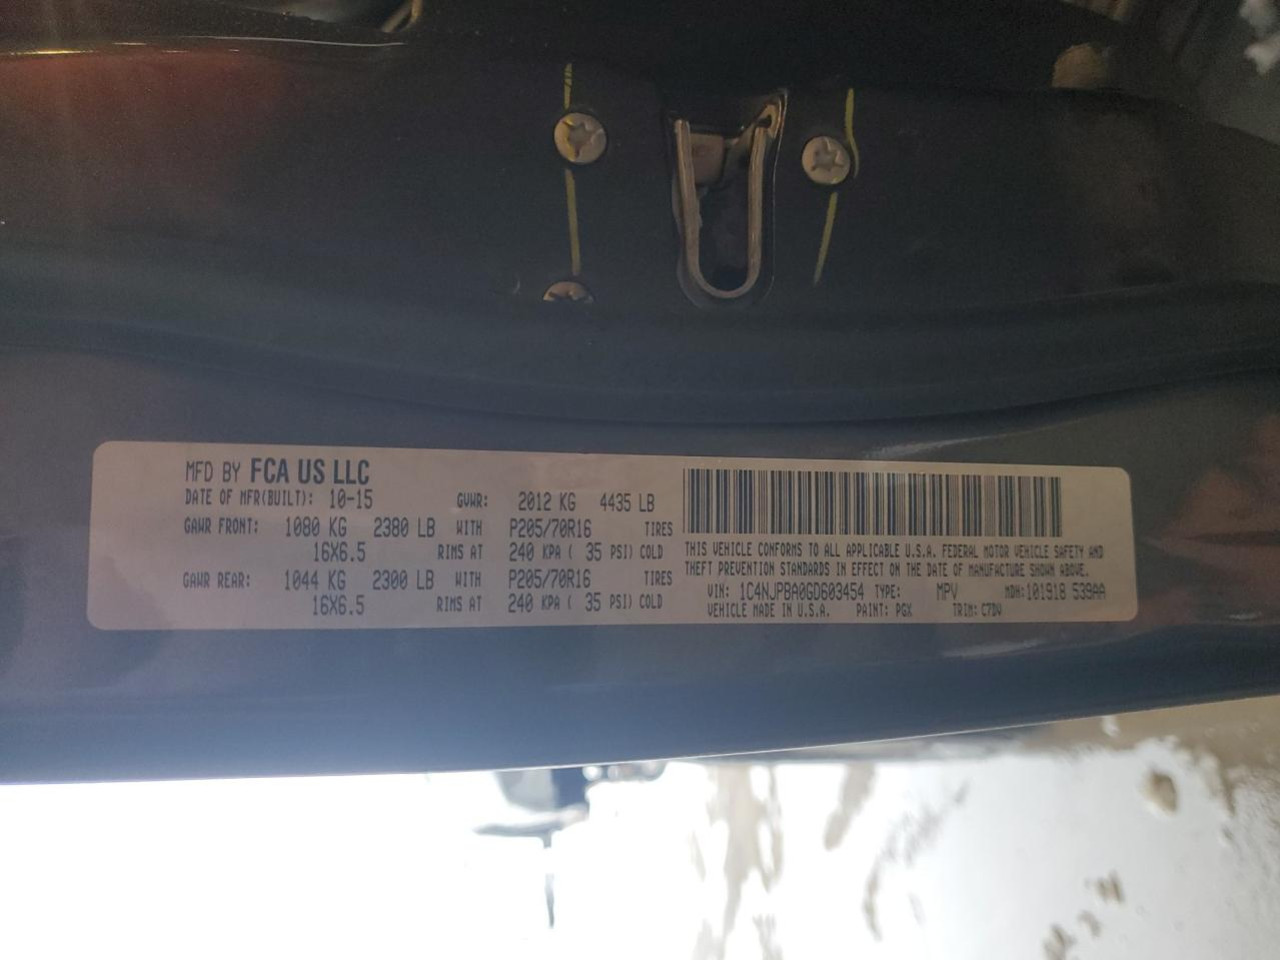 MFD BY FCA US LLC
DATE OF MFR(BUILT): 10-15 GVWR: 2012 KG 4435 LB
GAWR FRONT: 1080 KG 2380 LB WITH P205/70R16 TIRES
16X6.5 RIMS AT 240 KPA ( 35 PSI) COLD
GAWR REAR: 1044 KG 2300 LB WITH P205/70R16 TIRES
16X6.5 RIMS AT 240 KPA ( 35 PSI) COLD
THIS VEHICLE CONFORMS TO ALL APPLICABLE U.S.A. FEDERAL MOTOR VEHICLE SAFETY AND
THEFT PREVENTION STANDARDS IN EFFECT ON THE DATE OF MANUFACTURE SHOWN ABOVE.
VIN: 1C4NJPBA0GD603454 TYPE: MPV MDH: 101918 539AA
VEHICLE MADE IN U.S.A. PAINT: PGX TRIM: C7DV